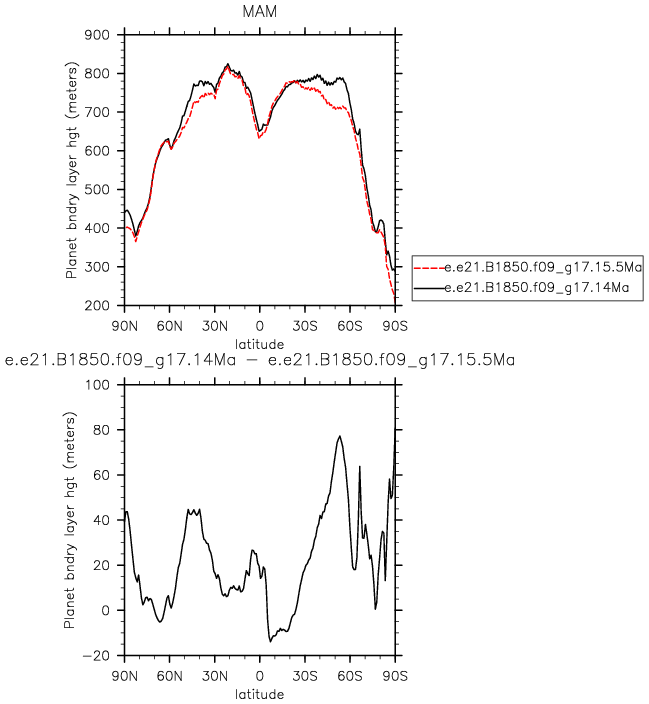 MAM
Planet bndry layer hgt (meters)
900
800
700
600
500
400
300
200
90N 60N 30N 0 30S 60S 90S
latitude
e.e21.B1850.f09_g17.15.5Ma
e.e21.B1850.f09_g17.14Ma
e.e21.B1850.f09_g17.14Ma − e.e21.B1850.f09_g17.15.5Ma
Planet bndry layer hgt (meters)
100
80
60
40
20
0
−20
90N 60N 30N 0 30S 60S 90S
latitude